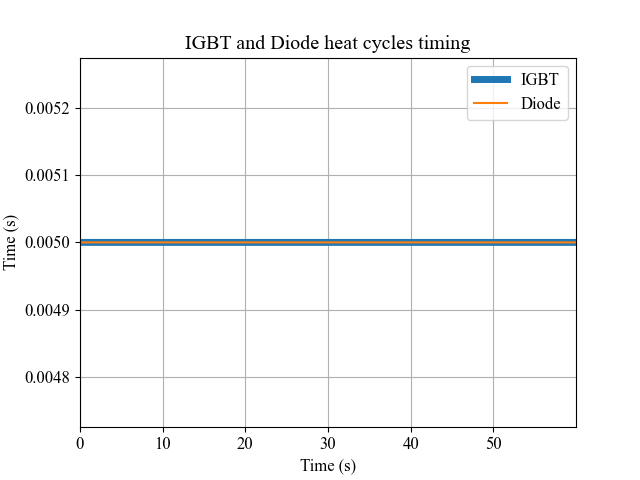 IGBT and Diode heat cycles timing
IGBT
Diode
0.0052
0.0051
0.0050
0.0049
0.0048
Time (s)
0 10 20 30 40 50
Time (s)